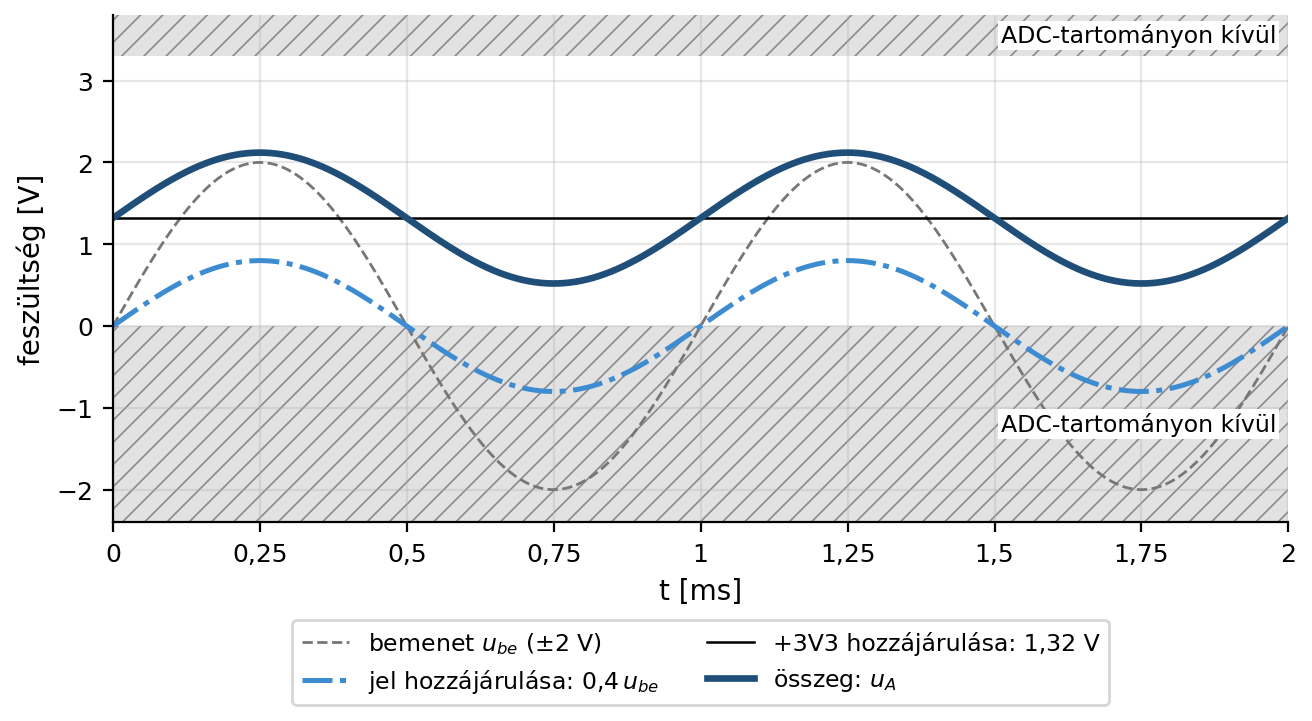 ADC-tartományon kívül
3
2
1
0
−1
−2
feszültség [V]
ADC-tartományon kívül
0 0,25 0,5 0,75 1 1,25 1,5 1,75 2
t [ms]
bemenet u_be (±2 V)
jel hozzájárulása: 0,4 u_be
+3V3 hozzájárulása: 1,32 V
összeg: u_A